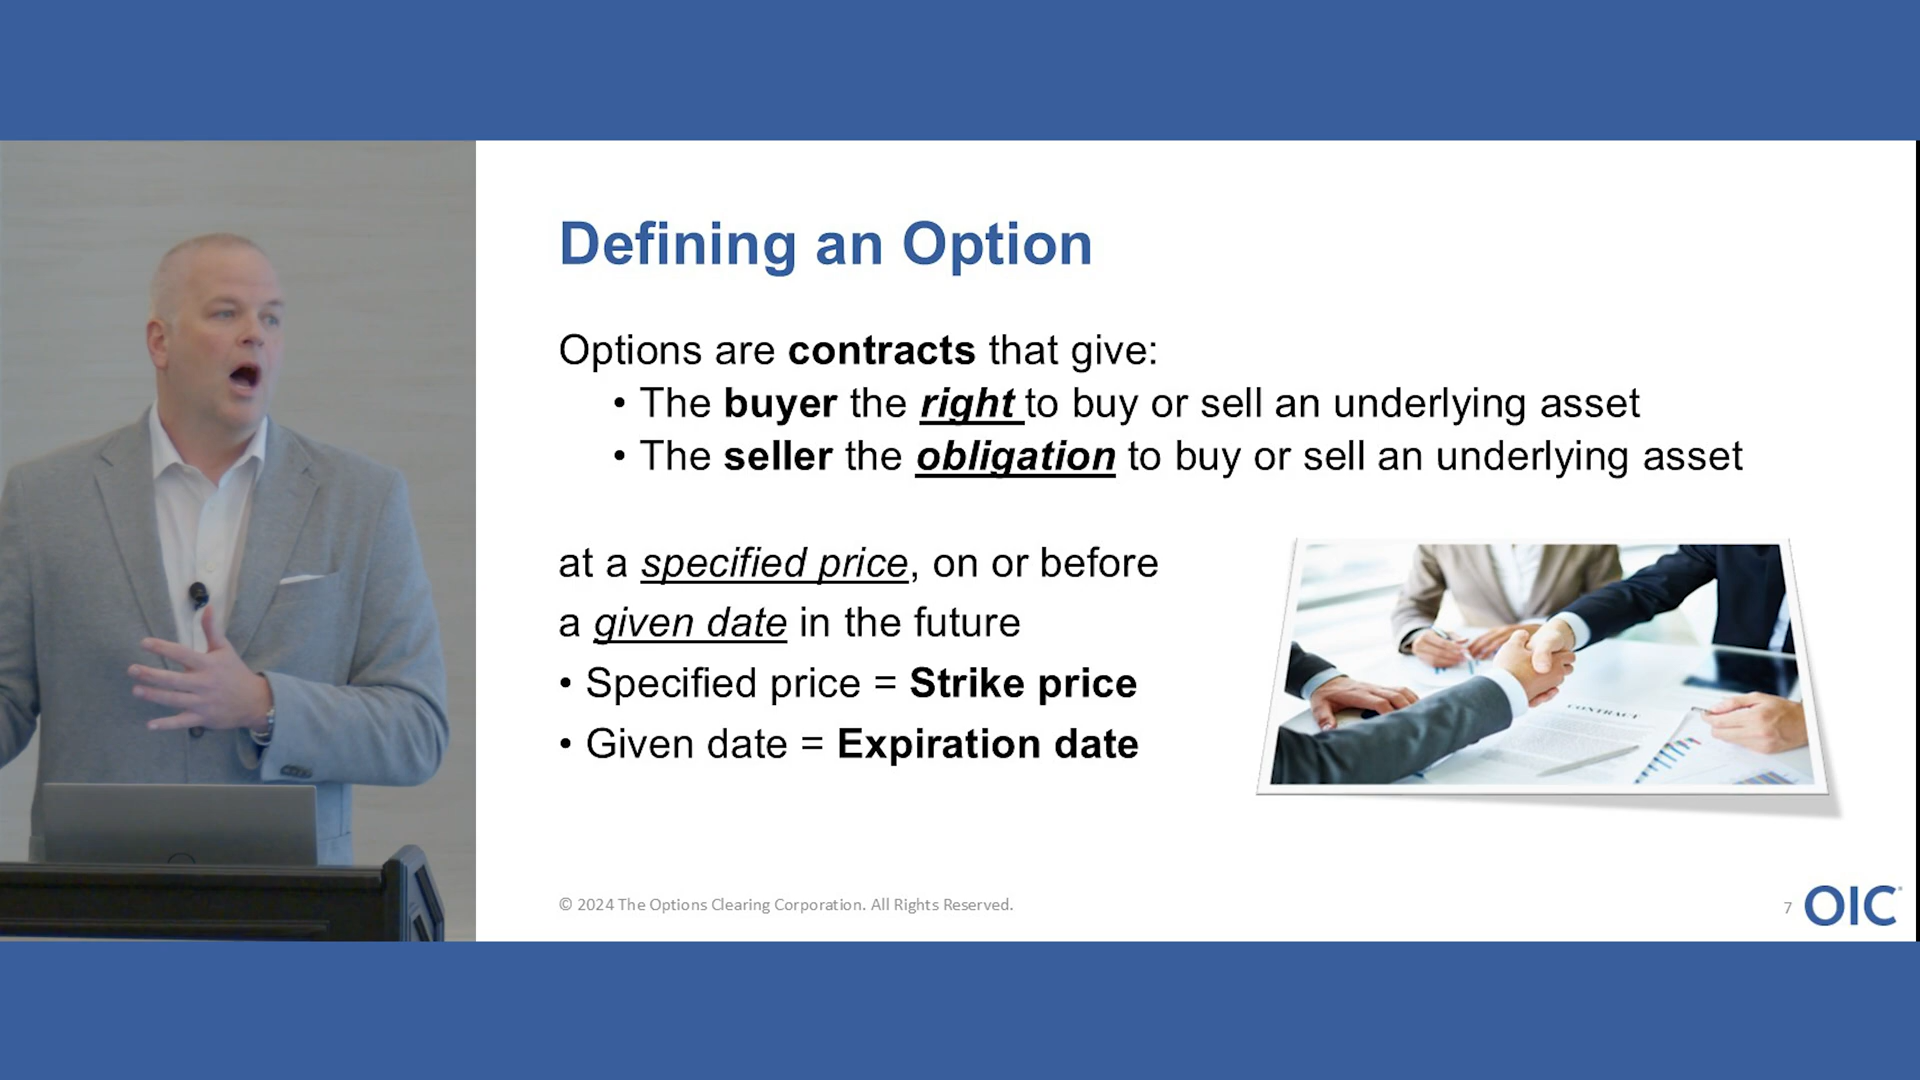 Defining an Option
Options are contracts that give:
• The buyer the right to buy or sell an underlying asset
• The seller the obligation to buy or sell an underlying asset
at a specified price, on or before
a given date in the future
• Specified price = Strike price
• Given date = Expiration date
CONTRACT
© 2024 The Options Clearing Corporation. All Rights Reserved.
7
OIC